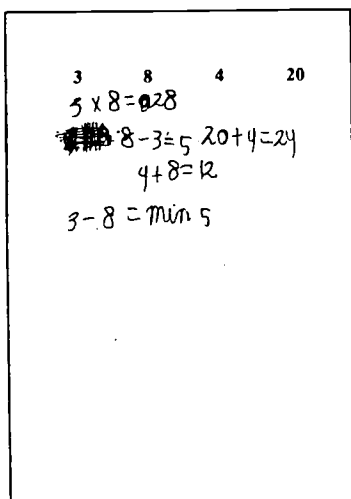 3 8 4 20
3 x 8 = 28
8 - 3 = 5 20 + 4 = 24
4 + 8 = 12
3 - 8 = min 5